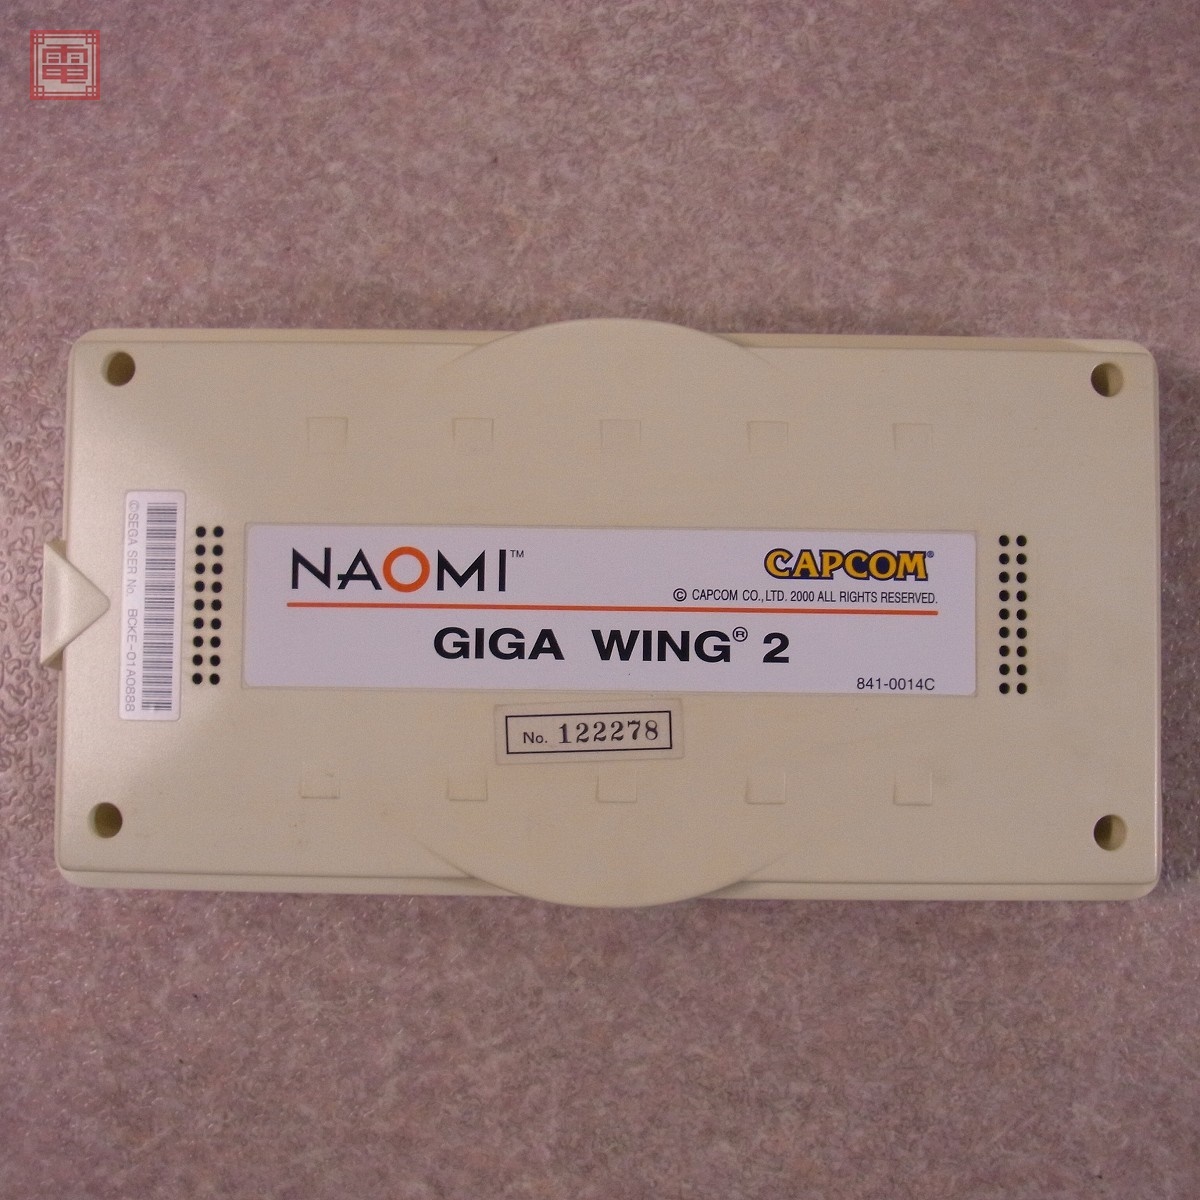 電
NAOMI™
CAPCOM®
© CAPCOM CO.,LTD. 2000 ALL RIGHTS RESERVED.
GIGA WING® 2
841-0014C
No. 122278
©SEGA SER No. BCKE-01A0888